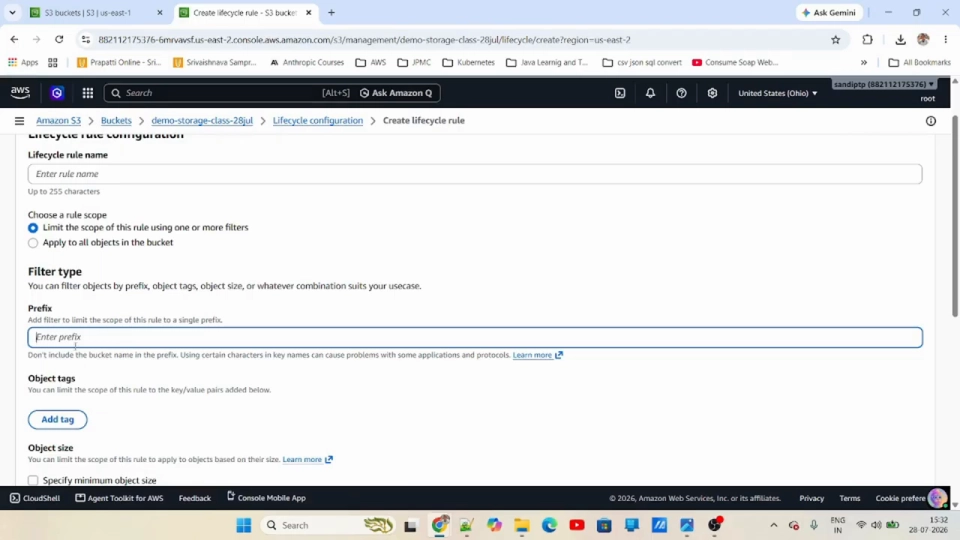 S3 buckets | S3 | us-east-1
Create lifecycle rule - S3 bucke
Ask Gemini
882112175376-6mrvavsf.us-east-2.console.aws.amazon.com/s3/management/demo-storage-class-28jul/lifecycle/create?region=us-east-2
Apps
Prapatti Online - Sri...
Srivaishnava Sampr...
Anthropic Courses
AWS
JPMC
Kubernetes
Java Learnig and T...
csv json sql convert
Consume Soap Web...
All Bookmarks
aws
Search
[Alt+S]
Ask Amazon Q
United States (Ohio)
sandiptp (882112175376)
root
Amazon S3 > Buckets > demo-storage-class-28jul > Lifecycle configuration > Create lifecycle rule
Lifecycle rule configuration
Lifecycle rule name
Enter rule name
Up to 255 characters
Choose a rule scope
Limit the scope of this rule using one or more filters
Apply to all objects in the bucket
Filter type
You can filter objects by prefix, object tags, object size, or whatever combination suits your usecase.
Prefix
Add filter to limit the scope of this rule to a single prefix.
Enter prefix
Don't include the bucket name in the prefix. Using certain characters in key names can cause problems with some applications and protocols. Learn more
Object tags
You can limit the scope of this rule to the key/value pairs added below.
Add tag
Object size
You can limit the scope of this rule to apply to objects based on their size. Learn more
Specify minimum object size
CloudShell
Agent Toolkit for AWS
Feedback
Console Mobile App
© 2026, Amazon Web Services, Inc. or its affiliates.
Privacy
Terms
Cookie prefere
Search
ENG
IN
15:32
28-07-2026